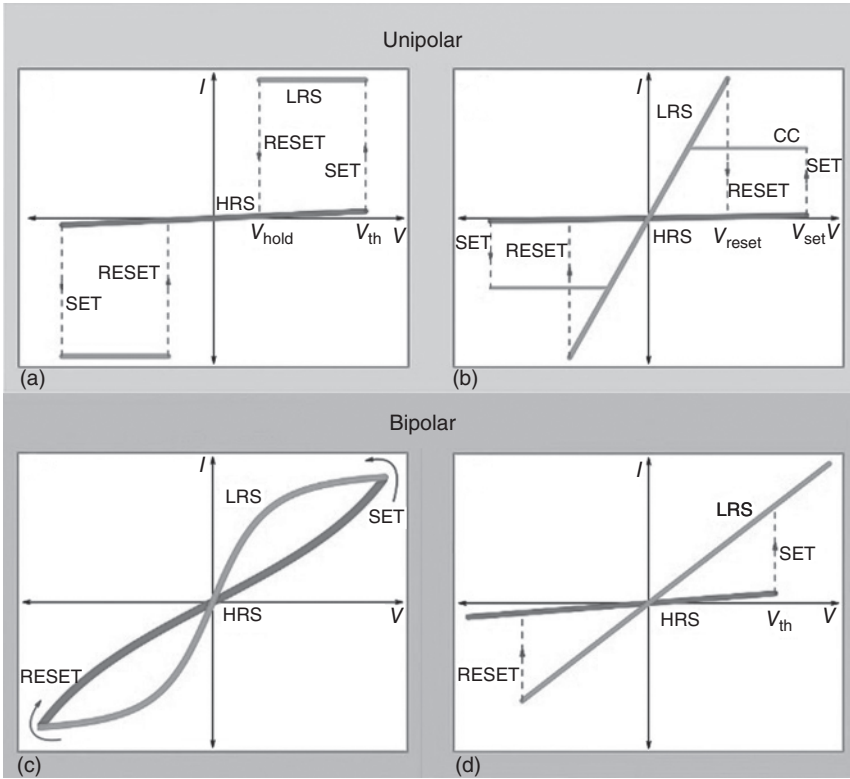 Unipolar
I
LRS
RESET
SET
HRS
V_hold
V_th
V
RESET
SET
(a)
I
LRS
CC
SET
RESET
HRS
V_reset
V_set
V
SET
RESET
(b)
Bipolar
I
LRS
SET
HRS
V
RESET
(c)
I
LRS
SET
HRS
V_th
V
RESET
(d)